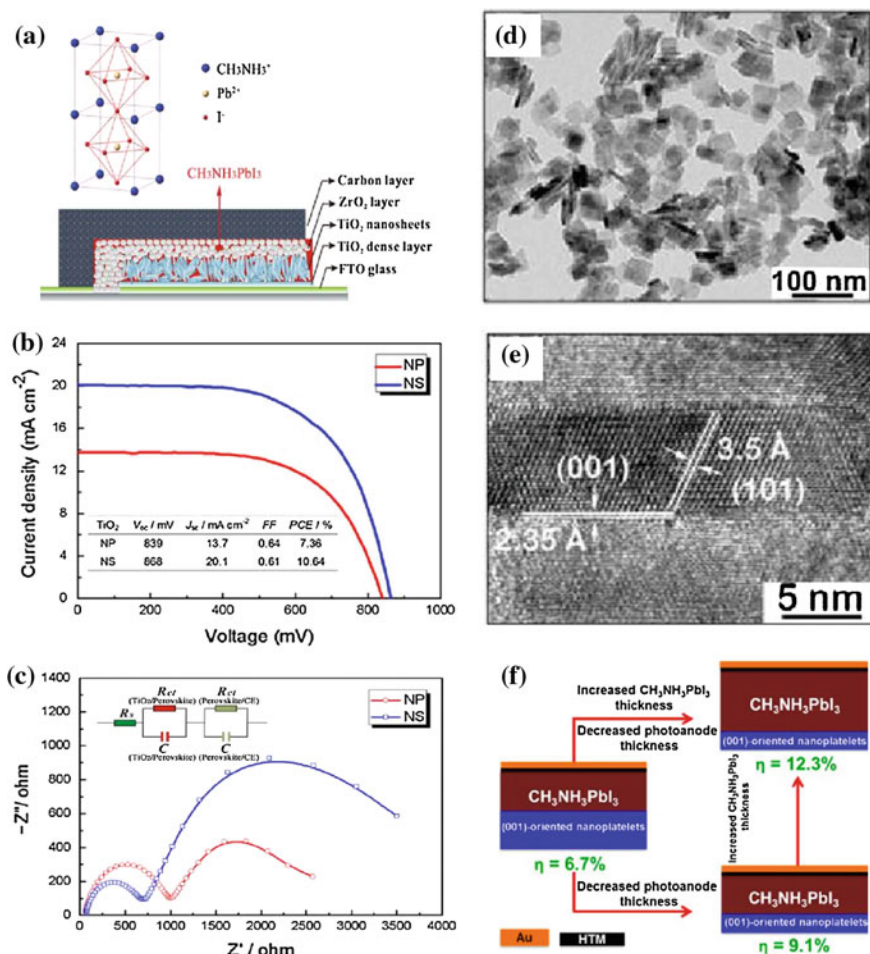 (a)
CH3NH3⁺
Pb²⁺
I⁻
CH3NH3PbI3
Carbon layer
ZrO₂ layer
TiO₂ nanosheets
TiO₂ dense layer
FTO glass
(b)
Current density (mA cm⁻²)
24
20
16
12
8
4
0
NP
NS
TiO₂ Voc / mV Jsc / mA cm⁻² FF PCE / %
NP 839 13.7 0.64 7.36
NS 868 20.1 0.61 10.64
0 200 400 600 800 1000
Voltage (mV)
(c)
−Z''/ ohm
1400
1200
1000
800
600
400
200
0
Rs
Rct
(TiO₂/Perovskite)
C
(TiO₂/Perovskite)
Rct
(Perovskite/CE)
C
(Perovskite/CE)
NP
NS
0 500 1000 1500 2000 2500 3000 3500 4000
Z' / ohm
(d)
100 nm
(e)
(001)
3.5 Å
(101)
2.35 Å
5 nm
(f)
Increased CH₃NH₃PbI₃
thickness
Decreased photoanode
thickness
CH₃NH₃PbI₃
(001)-oriented nanoplatelets
η = 12.3%
CH₃NH₃PbI₃
(001)-oriented nanoplatelets
η = 6.7%
Increased CH₃NH₃PbI₃
thickness
Decreased photoanode
thickness
CH₃NH₃PbI₃
(001)-oriented nanoplatelets
η = 9.1%
Au
HTM